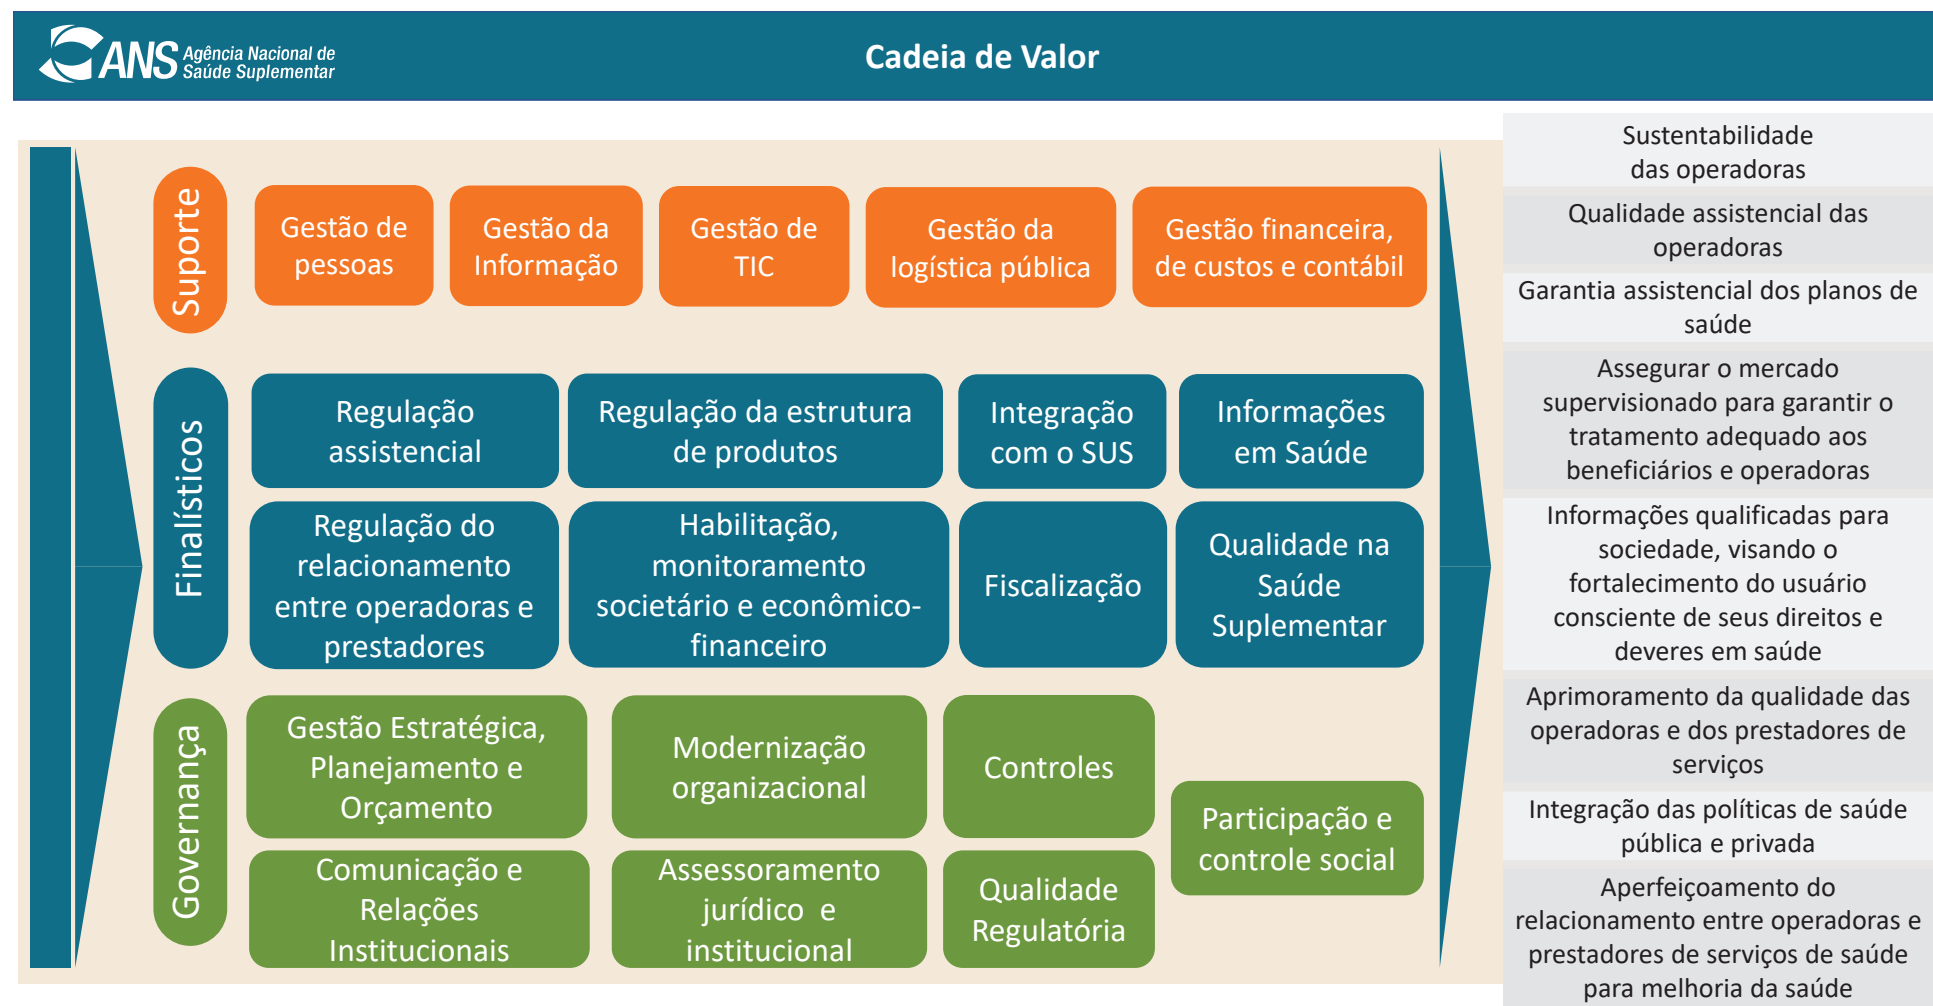 ANS Agência Nacional de
Saúde Suplementar
Cadeia de Valor
Suporte
Gestão de
pessoas
Gestão da
Informação
Gestão de
TIC
Gestão da
logística pública
Gestão financeira,
de custos e contábil
Finalísticos
Regulação
assistencial
Regulação da estrutura
de produtos
Integração
com o SUS
Informações
em Saúde
Regulação do
relacionamento
entre operadoras e
prestadores
Habilitação,
monitoramento
societário e econômico-
financeiro
Fiscalização
Qualidade na
Saúde
Suplementar
Governança
Gestão Estratégica,
Planejamento e
Orçamento
Modernização
organizacional
Controles
Participação e
controle social
Comunicação e
Relações
Institucionais
Assessoramento
jurídico e
institucional
Qualidade
Regulatória
Sustentabilidade
das operadoras
Qualidade assistencial das
operadoras
Garantia assistencial dos planos de
saúde
Assegurar o mercado
supervisionado para garantir o
tratamento adequado aos
beneficiários e operadoras
Informações qualificadas para
sociedade, visando o
fortalecimento do usuário
consciente de seus direitos e
deveres em saúde
Aprimoramento da qualidade das
operadoras e dos prestadores de
serviços
Integração das políticas de saúde
pública e privada
Aperfeiçoamento do
relacionamento entre operadoras e
prestadores de serviços de saúde
para melhoria da saúde